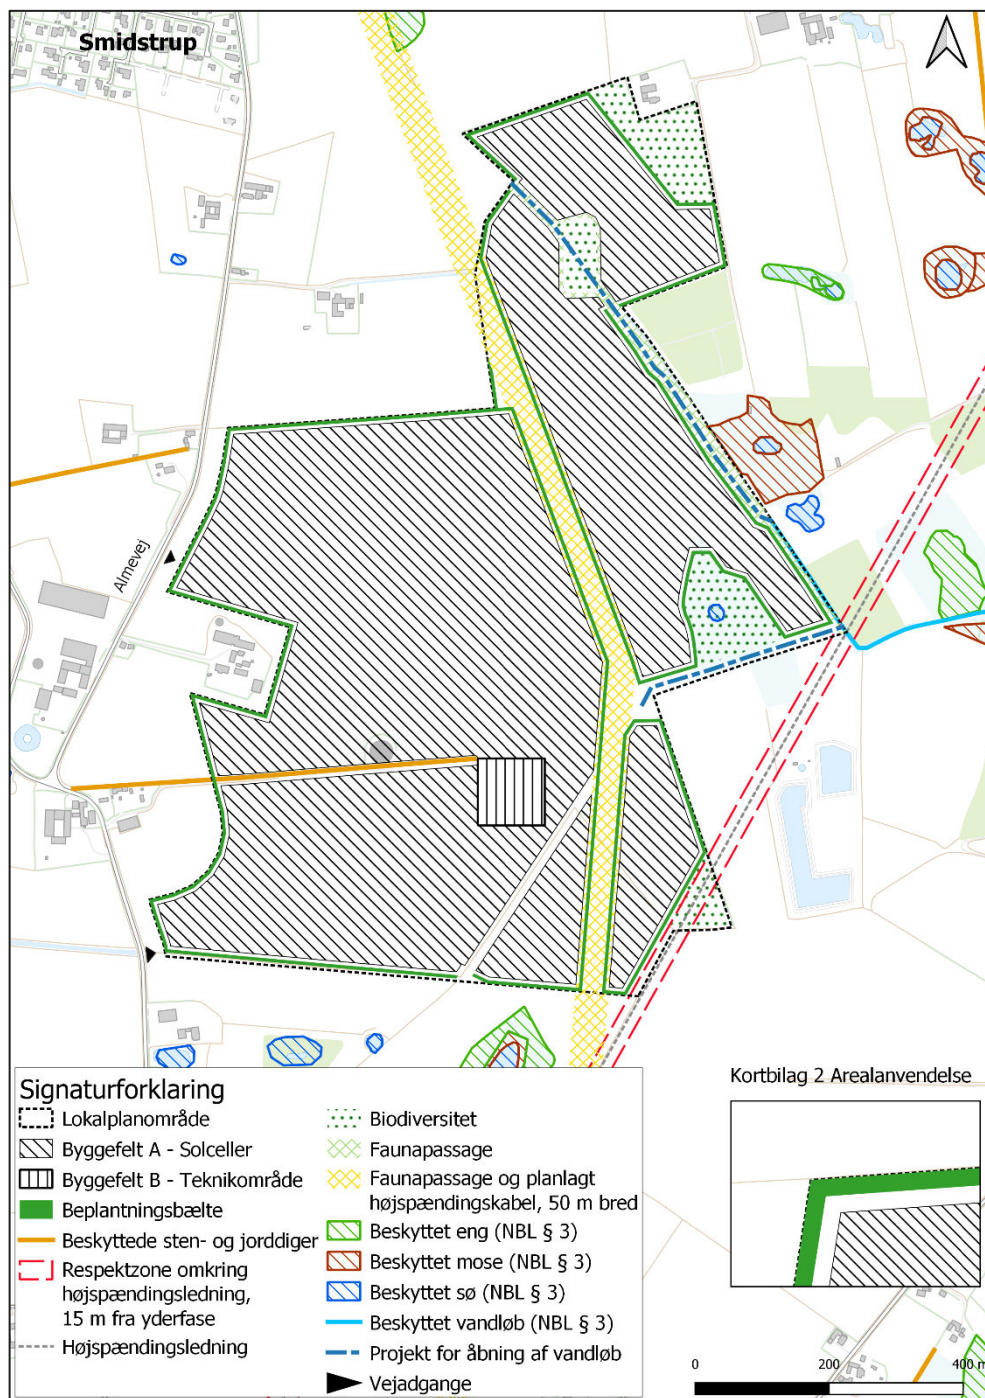 Smidstrup
Almevej
Signaturforklaring
Lokalplanområde
Byggefelt A - Solceller
Byggefelt B - Teknikområde
Beplantningsbælte
Beskyttede sten- og jorddiger
Respektzone omkring
højspændingsledning,
15 m fra yderfase
Højspændingsledning
Biodiversitet
Faunapassage
Faunapassage og planlagt
højspændingskabel, 50 m bred
Beskyttet eng (NBL § 3)
Beskyttet mose (NBL § 3)
Beskyttet sø (NBL § 3)
Beskyttet vandløb (NBL § 3)
Projekt for åbning af vandløb
Vejadgange
Kortbilag 2 Arealanvendelse
0 200 400 m